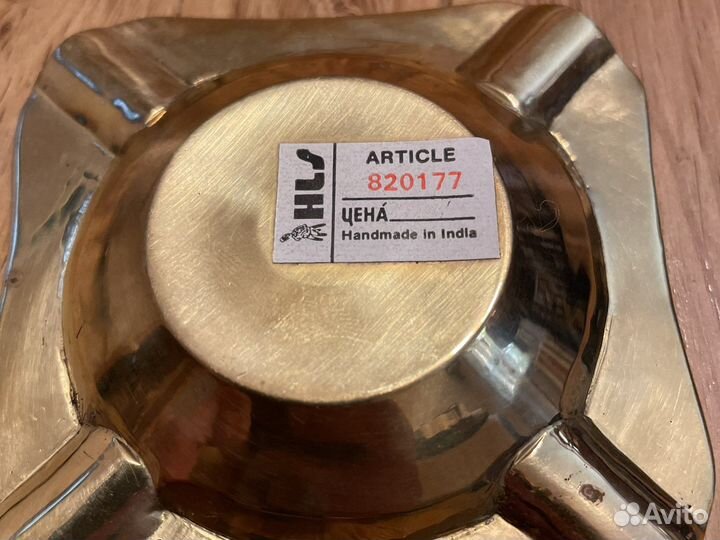 HLS
ARTICLE
820177
ЦЕНА́
Handmade in India
Avito